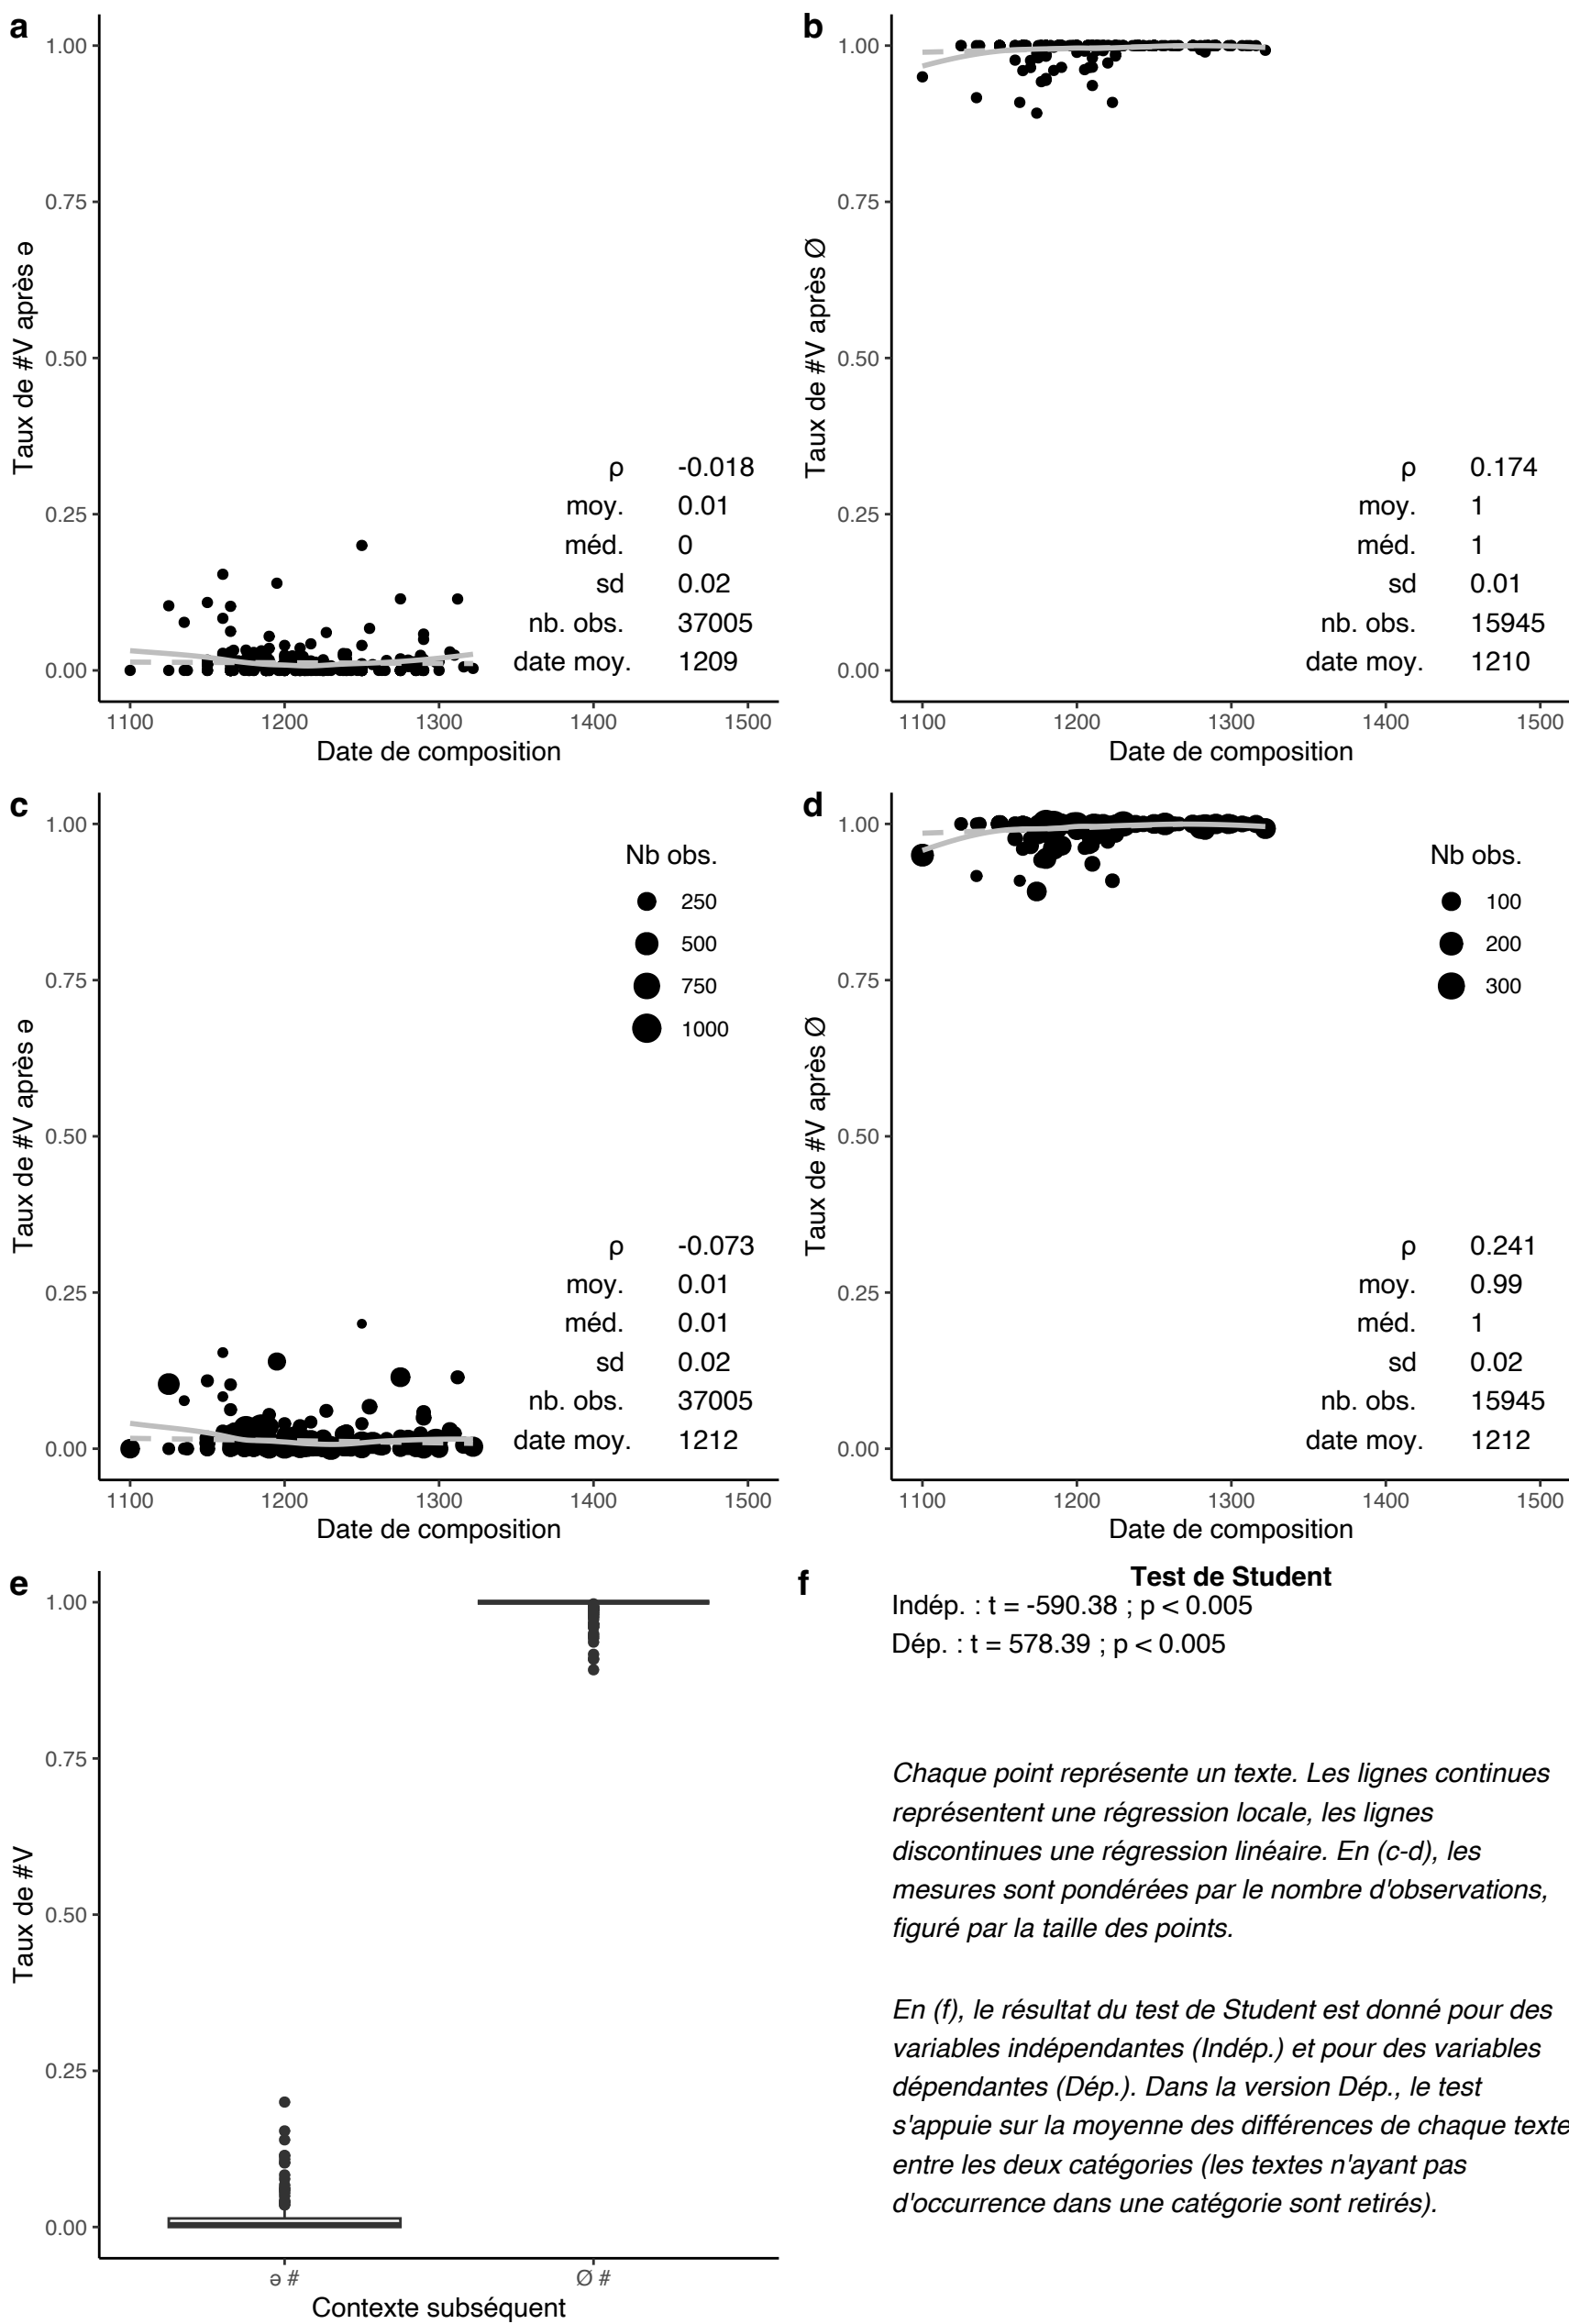 a
1.00
0.75
0.50
0.25
0.00
Taux de #V après ə
ρ -0.018
moy. 0.01
méd. 0
sd 0.02
nb. obs. 37005
date moy. 1209
1100 1200 1300 1400 1500
Date de composition
b
1.00
0.75
0.50
0.25
0.00
Taux de #V après Ø
ρ 0.174
moy. 1
méd. 1
sd 0.01
nb. obs. 15945
date moy. 1210
1100 1200 1300 1400 1500
Date de composition
c
1.00
0.75
0.50
0.25
0.00
Taux de #V après ə
Nb obs.
250
500
750
1000
ρ -0.073
moy. 0.01
méd. 0.01
sd 0.02
nb. obs. 37005
date moy. 1212
1100 1200 1300 1400 1500
Date de composition
d
1.00
0.75
0.50
0.25
0.00
Taux de #V après Ø
Nb obs.
100
200
300
ρ 0.241
moy. 0.99
méd. 1
sd 0.02
nb. obs. 15945
date moy. 1212
1100 1200 1300 1400 1500
Date de composition
e
1.00
0.75
0.50
0.25
0.00
Taux de #V
ə # Ø #
Contexte subséquent
f
Test de Student
Indép. : t = -590.38 ; p < 0.005
Dép. : t = 578.39 ; p < 0.005
Chaque point représente un texte. Les lignes continues
représentent une régression locale, les lignes
discontinues une régression linéaire. En (c-d), les
mesures sont pondérées par le nombre d'observations,
figuré par la taille des points.
En (f), le résultat du test de Student est donné pour des
variables indépendantes (Indép.) et pour des variables
dépendantes (Dép.). Dans la version Dép., le test
s'appuie sur la moyenne des différences de chaque texte
entre les deux catégories (les textes n'ayant pas
d'occurrence dans une catégorie sont retirés).